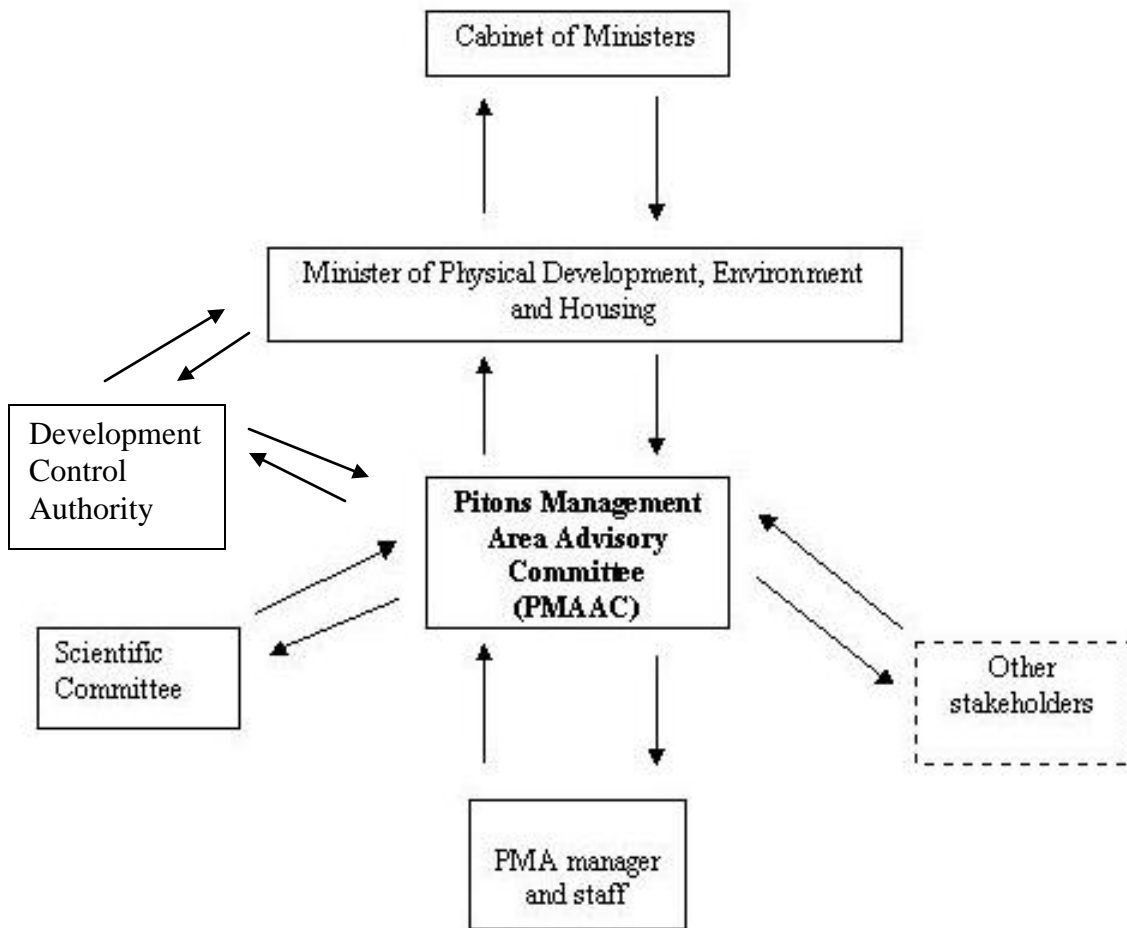 Cabinet of Ministers
Minister of Physical Development, Environment
and Housing
Development
Control
Authority
Pitons Management
Area Advisory
Committee
(PMAAC)
Scientific
Committee
Other
stakeholders
PMA manager
and staff